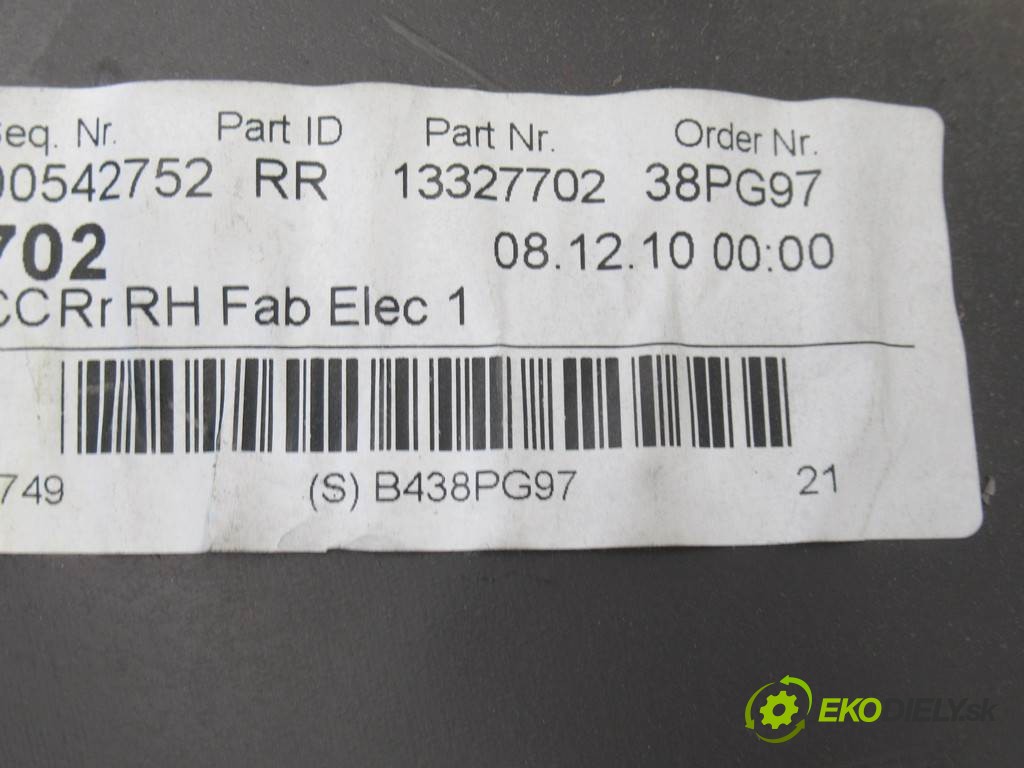 Seq. Nr. Part ID Part Nr. Order Nr.
00542752 RR 13327702 38PG97
702 08.12.10 00:00
CC Rr RH Fab Elec 1
749 (S) B438PG97 21
EKODIELY.sk